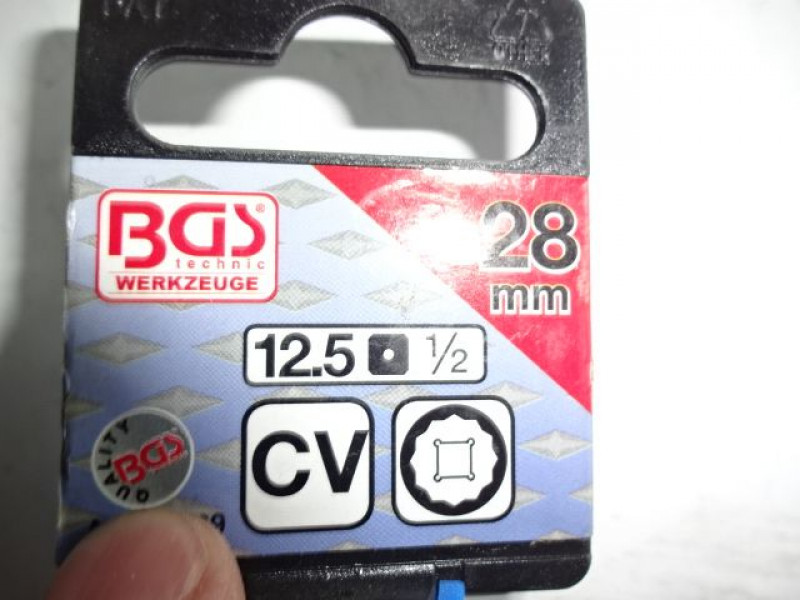 BGS®
technic
WERKZEUGE
28
mm
12.5 1/2
CV
QUALITY
BGS